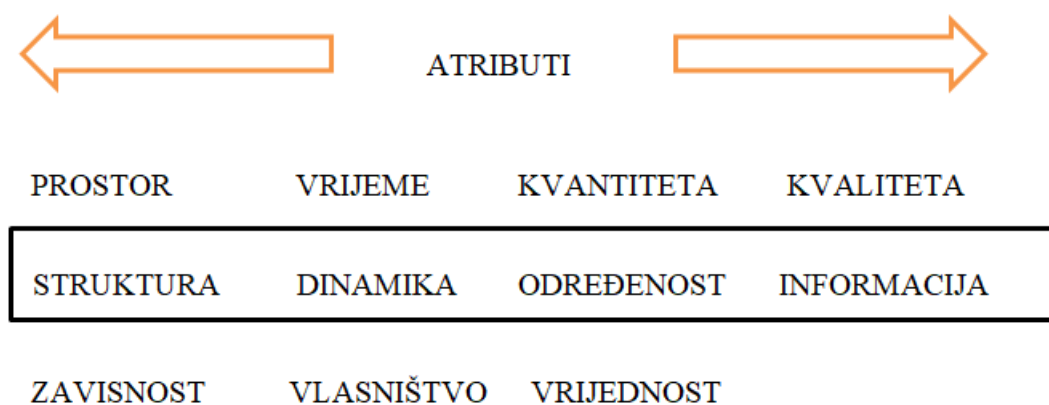 ATRIBUTI
PROSTOR VRIJEME KVANTITETA KVALITETA
STRUKTURA DINAMIKA ODREĐENOST INFORMACIJA
ZAVISNOST VLASNIŠTVO VRIJEDNOST